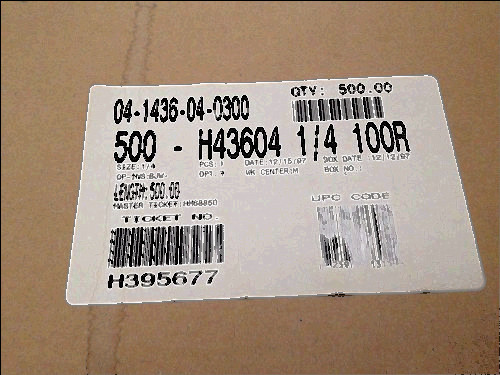 QTY: 500.00
04-1436-04-0300
500 - H43604 1/4 100R
SIZE:1/4 PCS: DATE:12/15/97 BOX DATE:12/12/97
OPT: WK CENTER:M BOX NO.:
LENGTH:500.00
MASTER TICKET:
UPC CODE
TICKET NO.
H395677